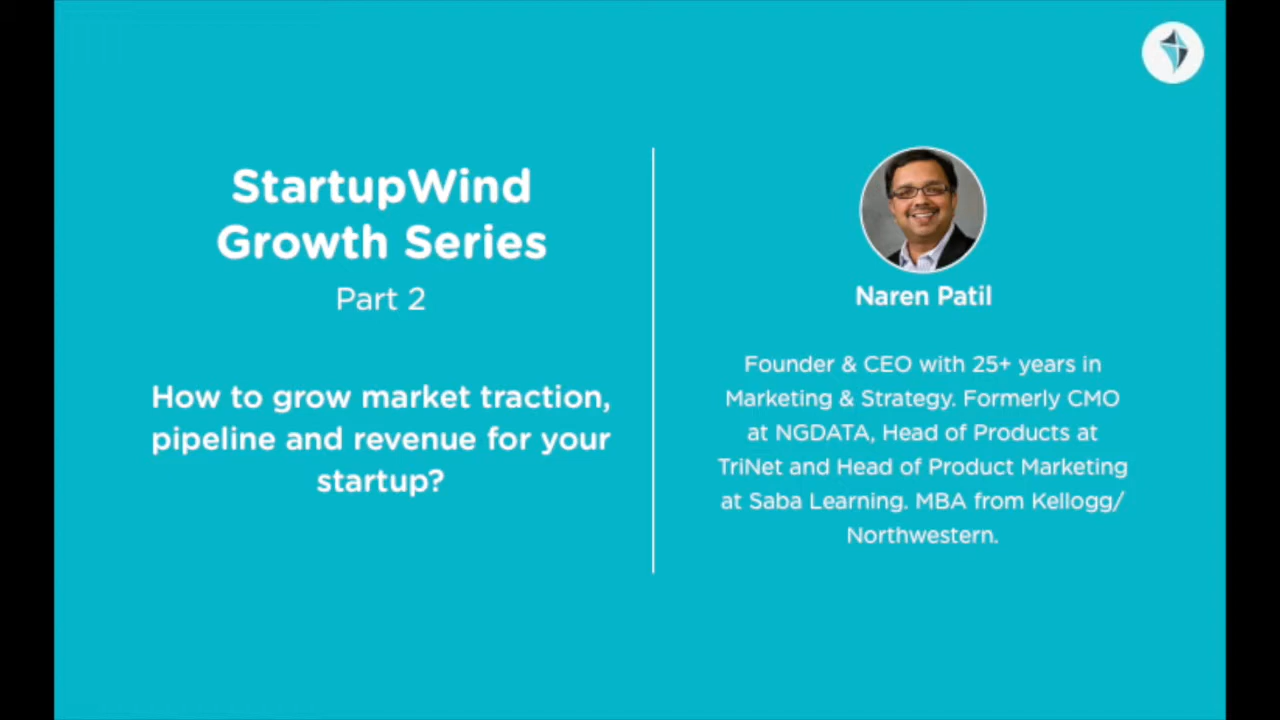 StartupWind
Growth Series
Part 2
How to grow market traction,
pipeline and revenue for your
startup?
Naren Patil
Founder & CEO with 25+ years in
Marketing & Strategy. Formerly CMO
at NGDATA, Head of Products at
TriNet and Head of Product Marketing
at Saba Learning. MBA from Kellogg/
Northwestern.